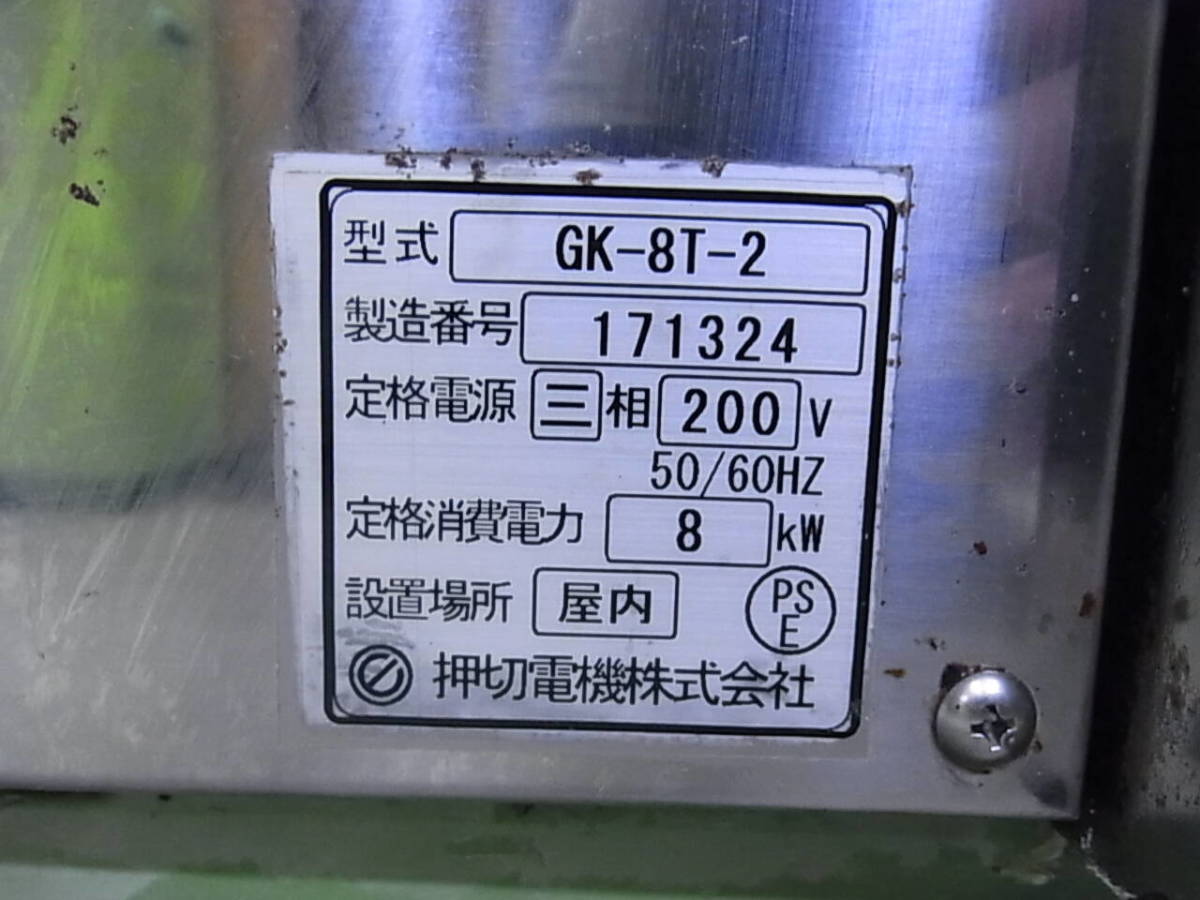 型式 GK-8T-2
製造番号 171324
定格電源 三相 200 V
50/60HZ
定格消費電力 8 kW
設置場所 屋内 PSE
押切電機株式会社